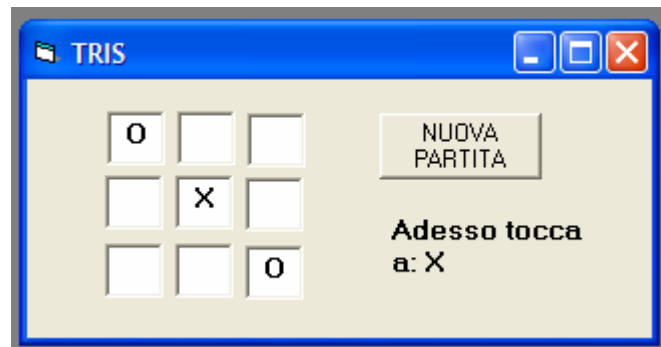 TRIS
O
NUOVA
PARTITA
X
Adesso tocca
a: X
O